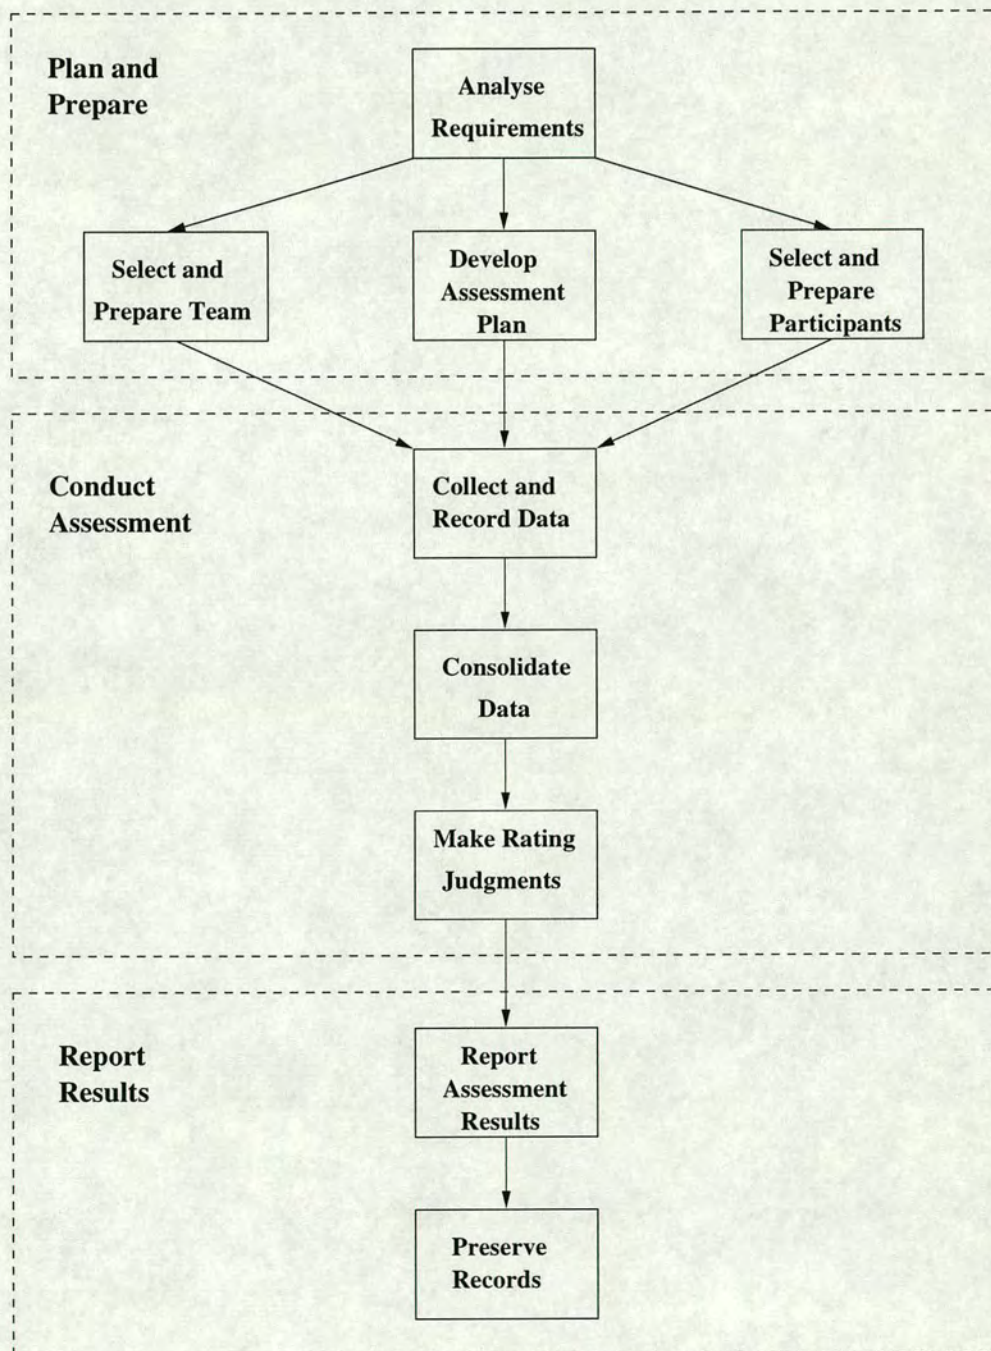 Plan and
Prepare
Analyse
Requirements
Select and
Prepare Team
Develop
Assessment
Plan
Select and
Prepare
Participants
Conduct
Assessment
Collect and
Record Data
Consolidate
Data
Make Rating
Judgments
Report
Results
Report
Assessment
Results
Preserve
Records